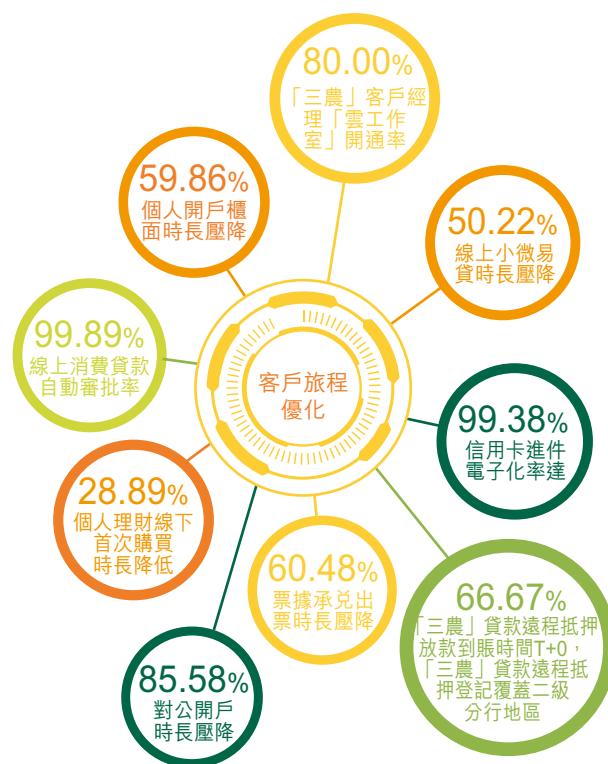 80.00%
「三農」客戶經
理「雲工作
室」開通率
59.86%
個人開戶櫃
面時長壓降
50.22%
線上小微易
貸時長壓降
99.89%
線上消費貸款
自動審批率
客戶旅程
優化
99.38%
信用卡進件
電子化率達
28.89%
個人理財線下
首次購買
時長降低
60.48%
票據承兑出
票時長壓降
66.67%
「三農」貸款遠程抵押
放款到賬時間T+0，
「三農」貸款遠程抵
押登記覆蓋二級
分行地區
85.58%
對公開戶
時長壓降